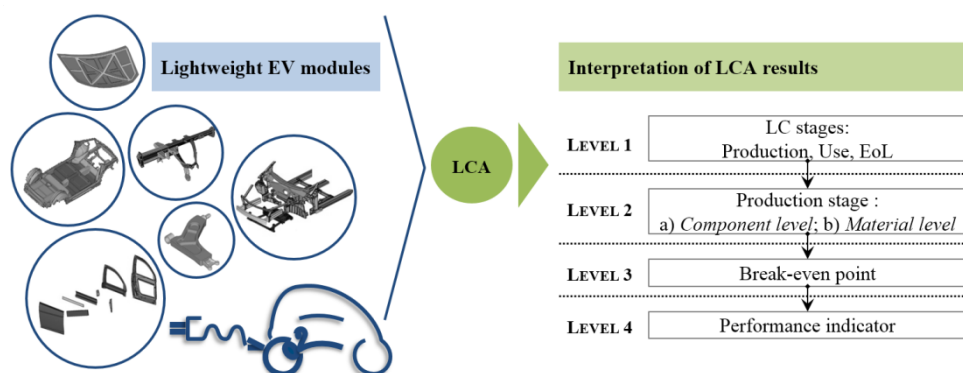 Lightweight EV modules
LCA
Interpretation of LCA results
LEVEL 1
LC stages:
Production, Use, EoL
LEVEL 2
Production stage :
a) Component level; b) Material level
LEVEL 3
Break-even point
LEVEL 4
Performance indicator